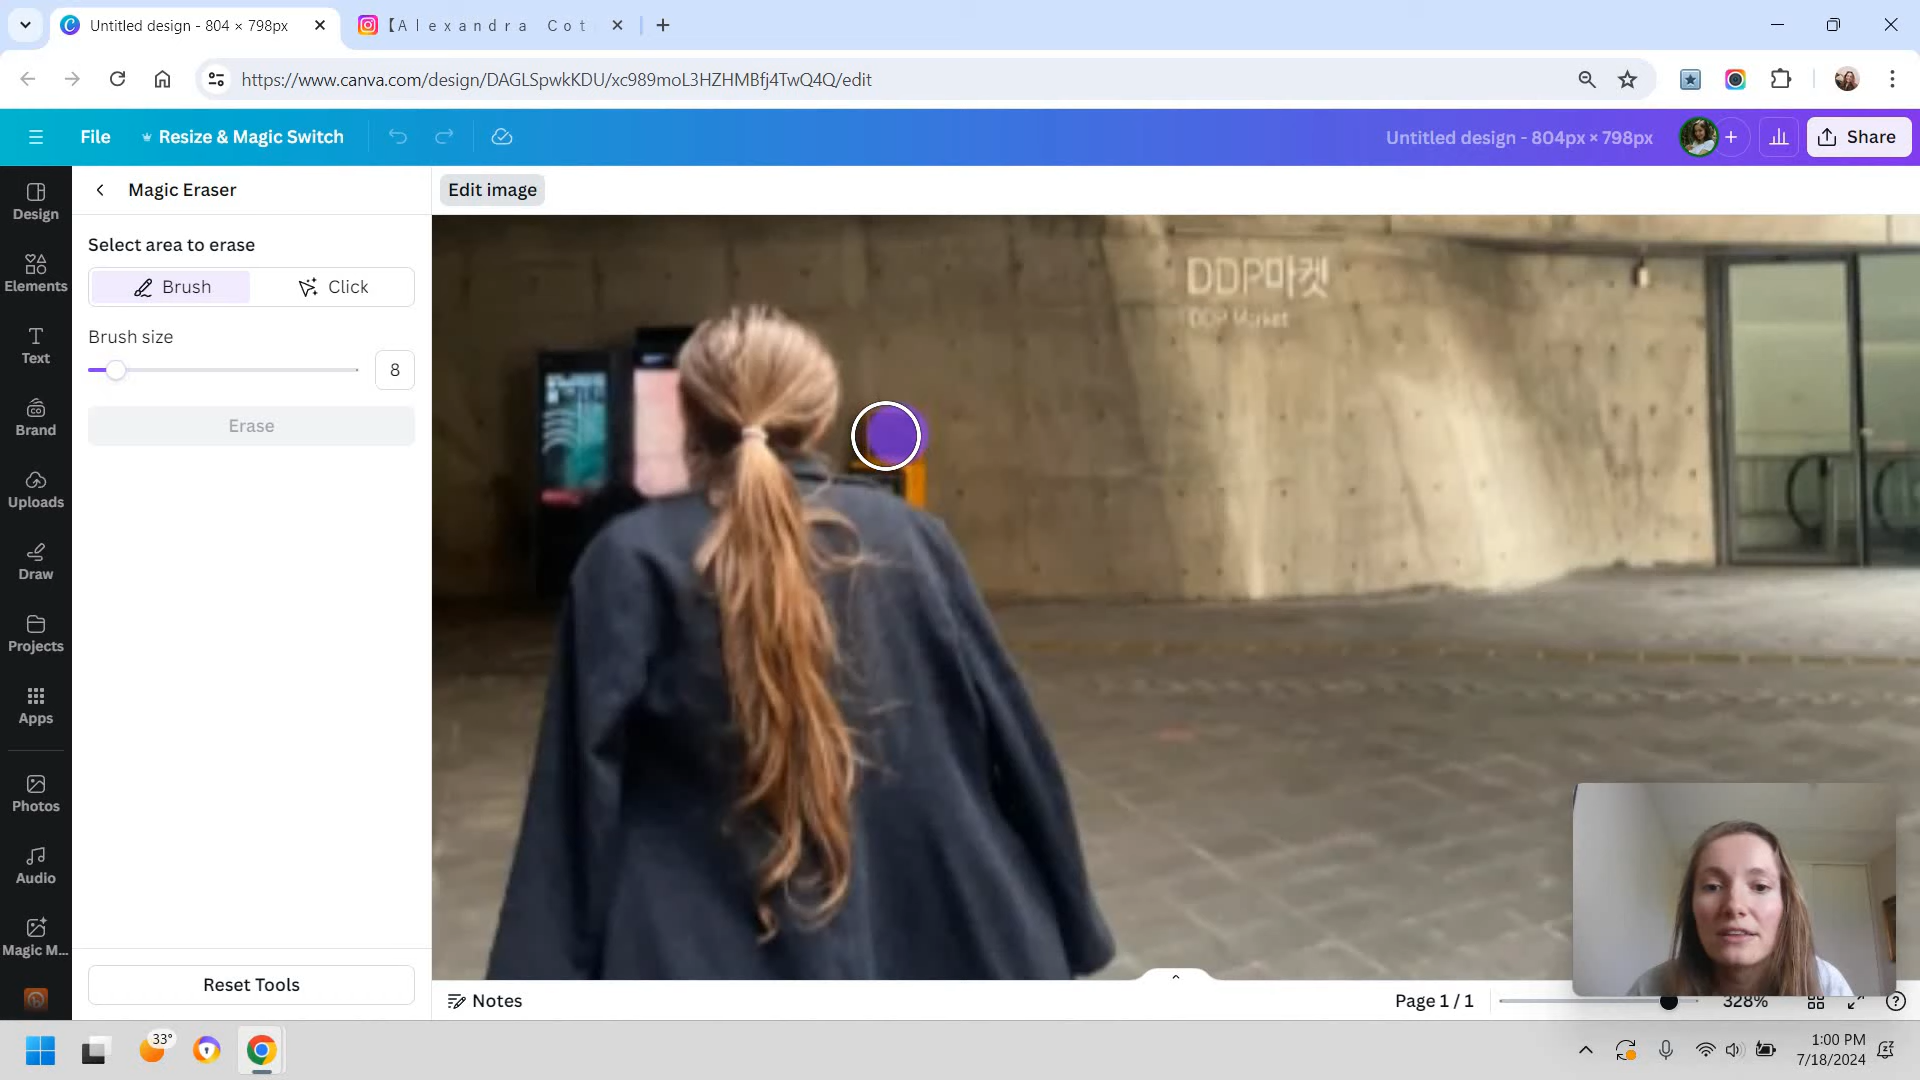 Untitled design - 804 × 798px
【A l e x a n d r a C o t
https://www.canva.com/design/DAGLSpwkKDU/xc989moL3HZHMBfj4TwQ4Q/edit
File
Resize & Magic Switch
Untitled design - 804px × 798px
Share
Design
Elements
Text
Brand
Uploads
Draw
Projects
Apps
Photos
Audio
Magic M...
Magic Eraser
Select area to erase
Brush
Click
Brush size
8
Erase
Reset Tools
Edit image
DDP마켓
DDP Market
Notes
Page 1 / 1
328%
33°
1:00 PM
7/18/2024